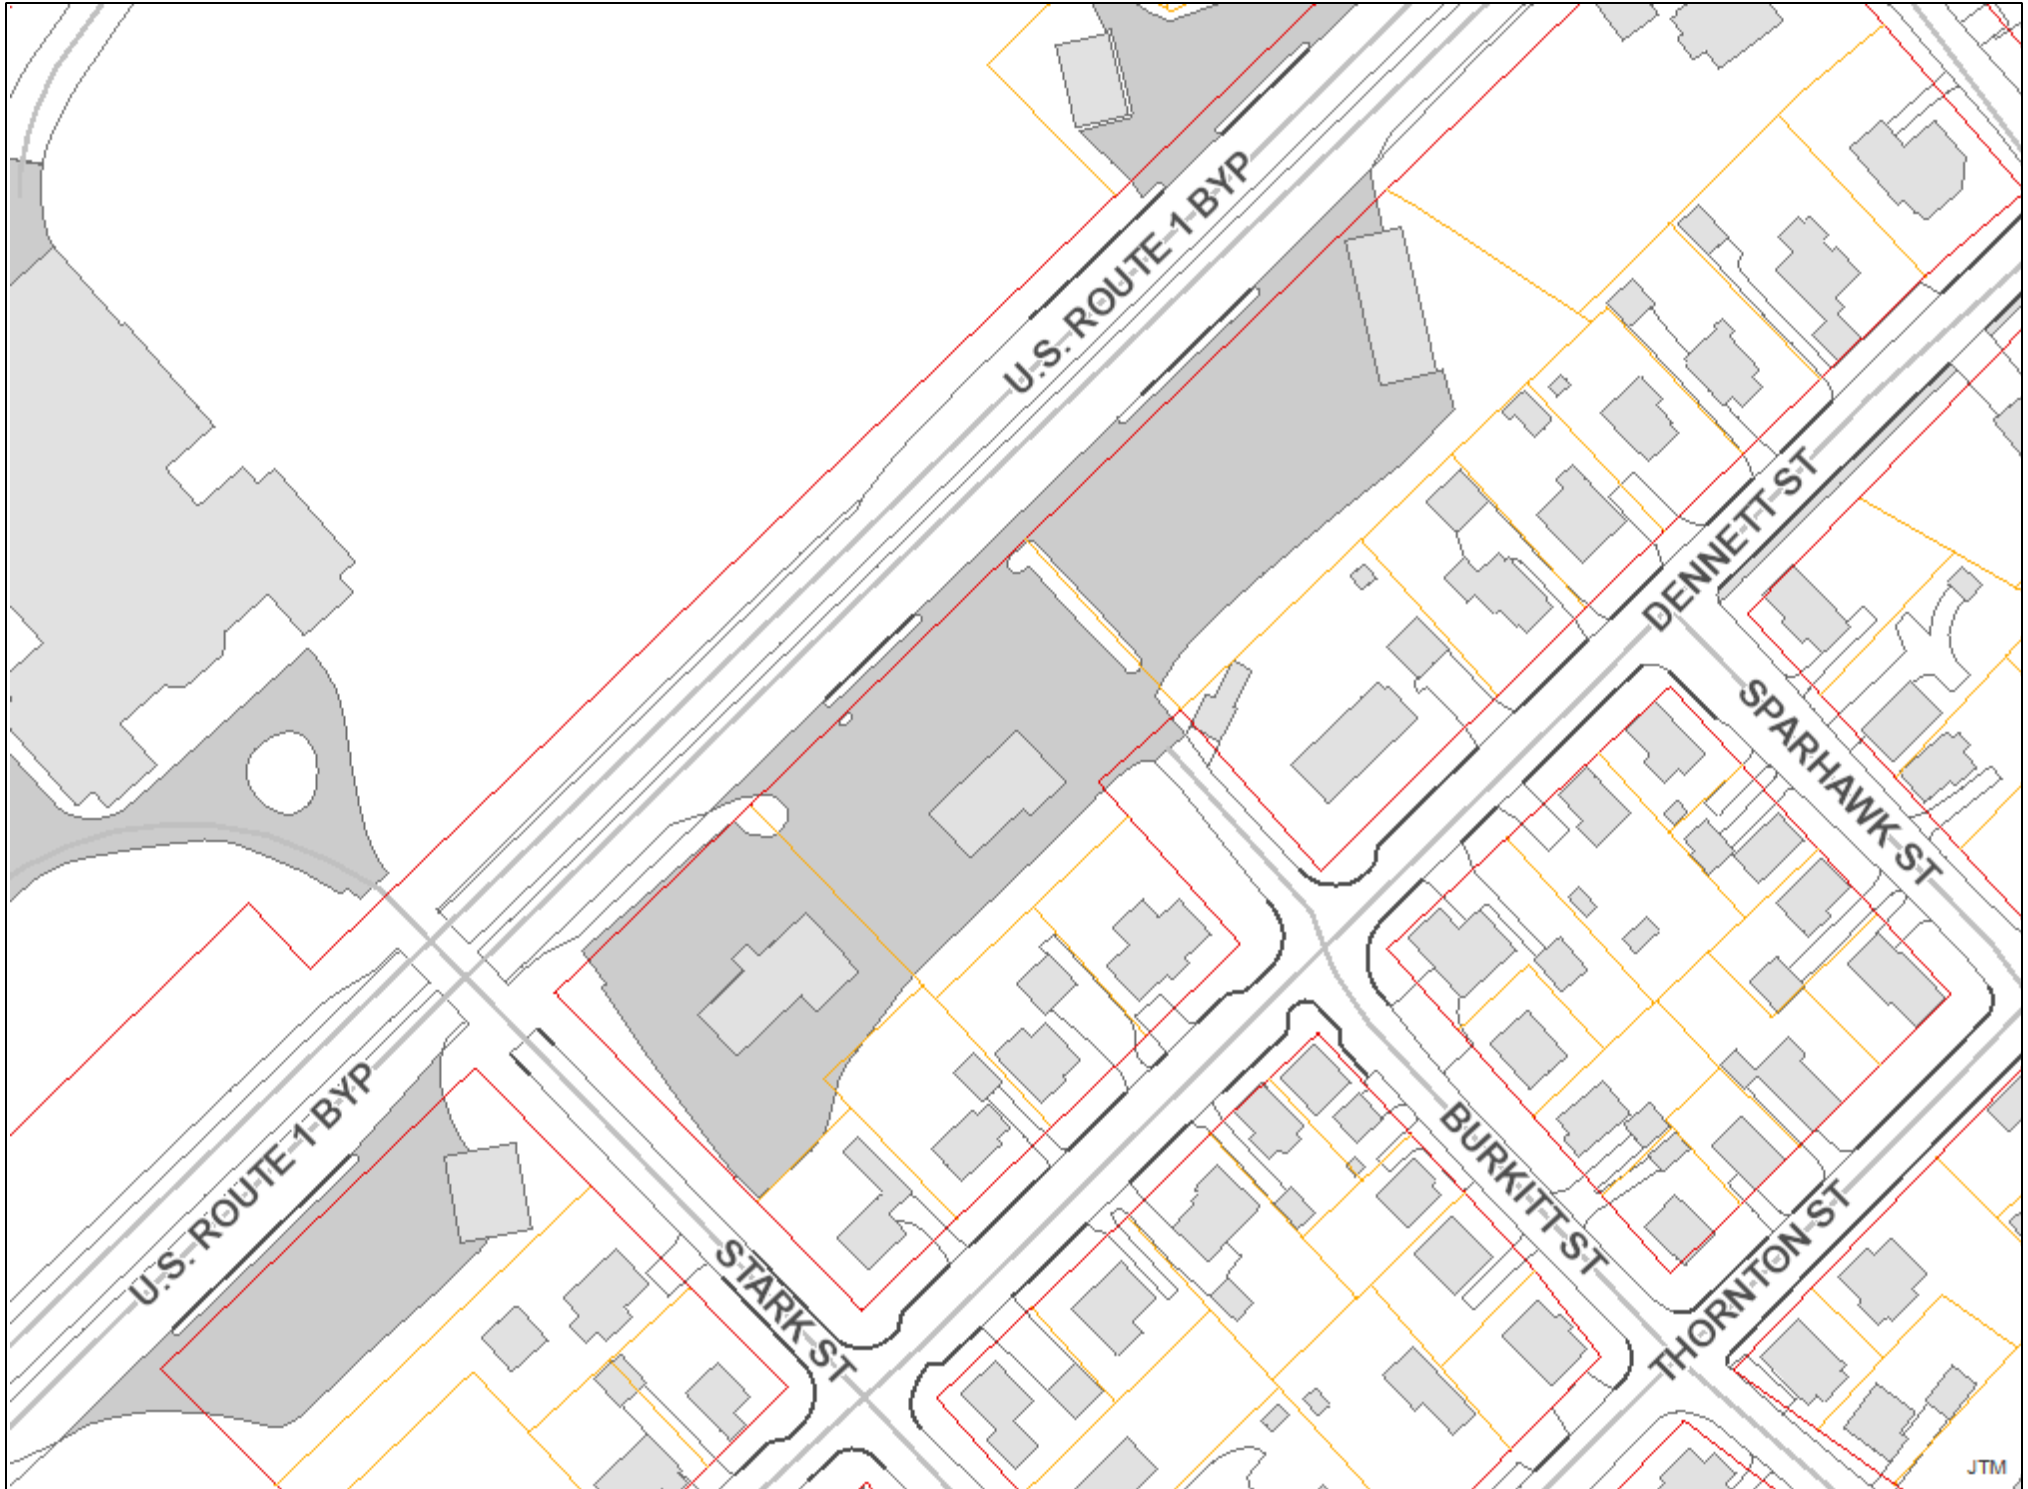 U.S. ROUTE 1 BYP
DENNETT ST
SPARHAWK ST
U.S. ROUTE 1 BYP
STARK ST
BURKITT ST
THORNTON ST
JTM